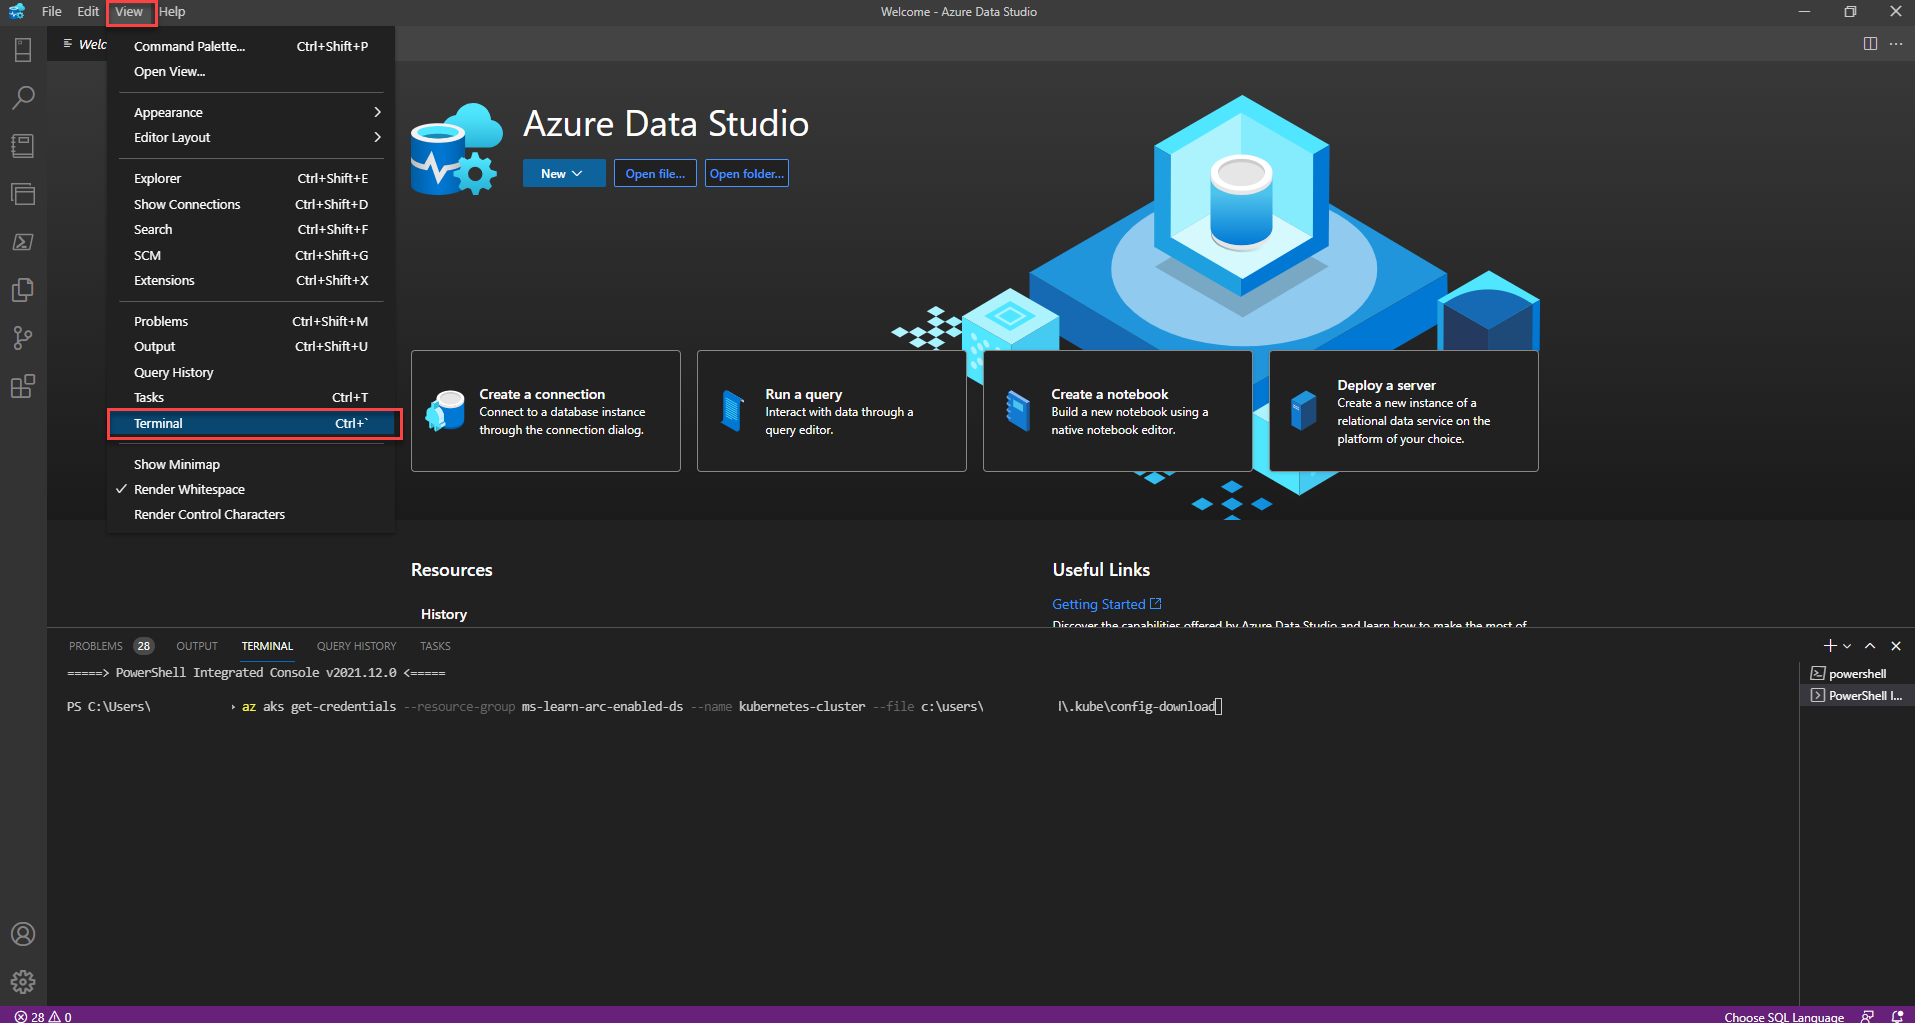 File Edit View Help
Welcome - Azure Data Studio
Welc
Command Palette... Ctrl+Shift+P
Open View...
Appearance
Editor Layout
Explorer Ctrl+Shift+E
Show Connections Ctrl+Shift+D
Search Ctrl+Shift+F
SCM Ctrl+Shift+G
Extensions Ctrl+Shift+X
Problems Ctrl+Shift+M
Output Ctrl+Shift+U
Query History
Tasks Ctrl+T
Terminal Ctrl+`
Show Minimap
Render Whitespace
Render Control Characters
Azure Data Studio
New Open file... Open folder...
Create a connection
Connect to a database instance
through the connection dialog.
Run a query
Interact with data through a
query editor.
Create a notebook
Build a new notebook using a
native notebook editor.
Deploy a server
Create a new instance of a
relational data service on the
platform of your choice.
Resources
History
Useful Links
Getting Started
Discover the capabilities offered by Azure Data Studio and learn how to make the most of
PROBLEMS 28 OUTPUT TERMINAL QUERY HISTORY TASKS
=====> PowerShell Integrated Console v2021.12.0 <=====
PS C:\Users\ > az aks get-credentials --resource-group ms-learn-arc-enabled-ds --name kubernetes-cluster --file c:\users\ l\.kube\config-download
powershell
PowerShell I...
28 0
Choose SQL Language